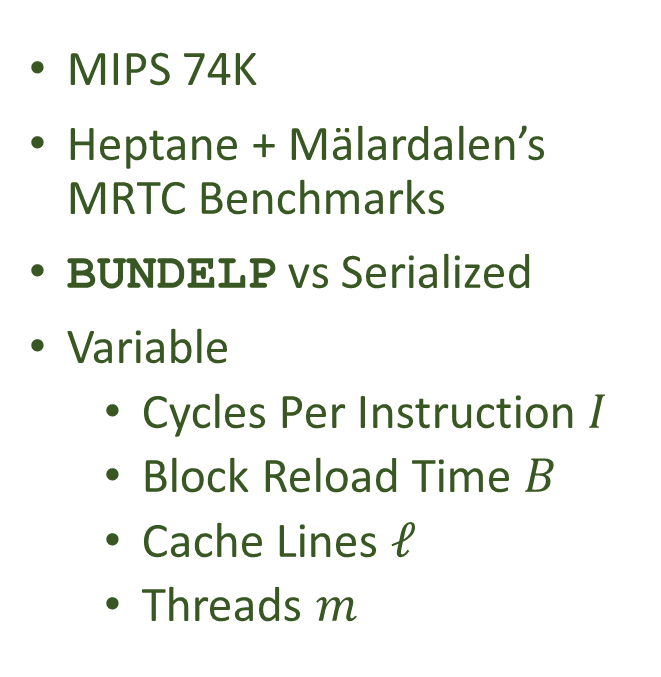 • MIPS 74K
• Heptane + Mälardalen’s
MRTC Benchmarks
• BUNDELP vs Serialized
• Variable
• Cycles Per Instruction I
• Block Reload Time B
• Cache Lines ℓ
• Threads m